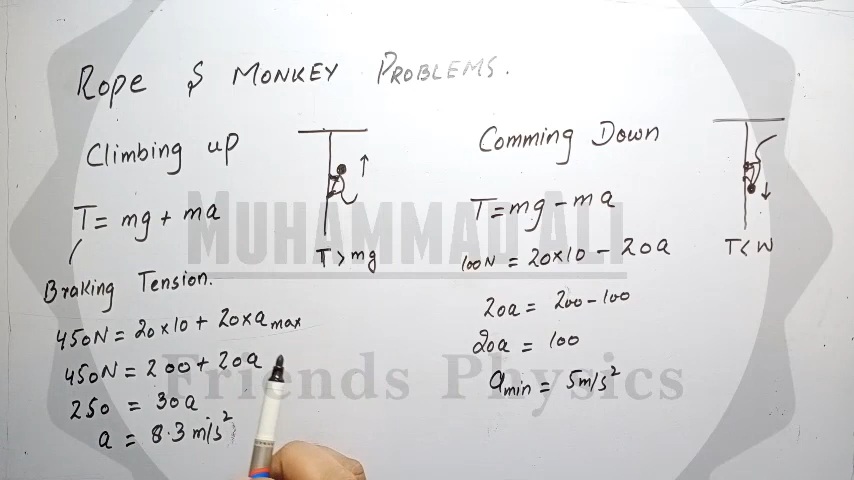 Rope & MONKEY PROBLEMS.
Climbing up
T = mg + ma
T > mg
Braking Tension.
450N = 20×10 + 20×a max
450N = 200 + 20a
250 = 30a
a = 8.3 m/s²
Comming Down
T = mg - ma
T < W
100N = 20×10 - 20a
20a = 200-100
20a = 100
a min = 5m/s²
MUHAMMAD ALI
Friends Physics